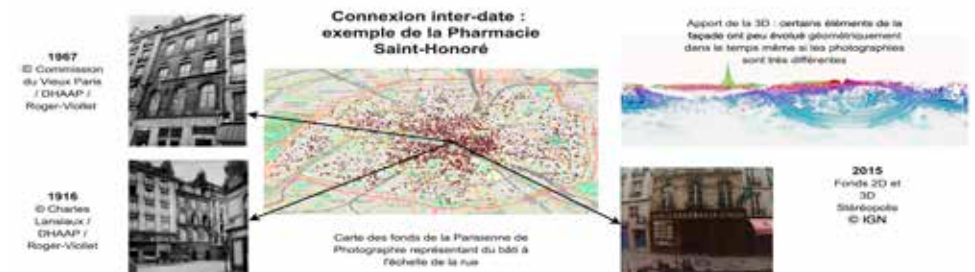 1967
© Commission
du Vieux Paris
/ DHAAP /
Roger-Viollet
1916
© Charles
Lansiaux /
DHAAP /
Roger-Viollet
Connexion inter-date :
exemple de la Pharmacie
Saint-Honoré
Carte des fonds de la Parisienne de
Photographie représentant du bâti à
l'échelle de la rue
Apport de la 3D : certains éléments de la
façade ont peu évolué géométriquement
dans le temps même si les photographies
sont très différentes
2015
Fonds 2D et
3D
Stéréopolis
© IGN